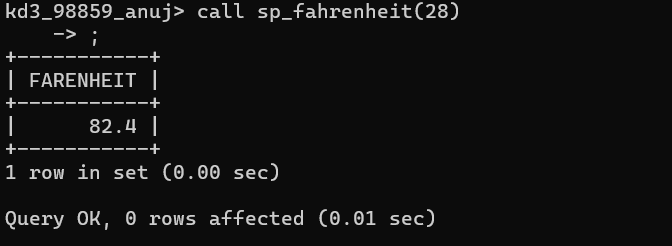 kd3_98859_anuj> call sp_fahrenheit(28)
    -> ;
+-----------+
| FARENHEIT |
+-----------+
|      82.4 |
+-----------+
1 row in set (0.00 sec)

Query OK, 0 rows affected (0.01 sec)